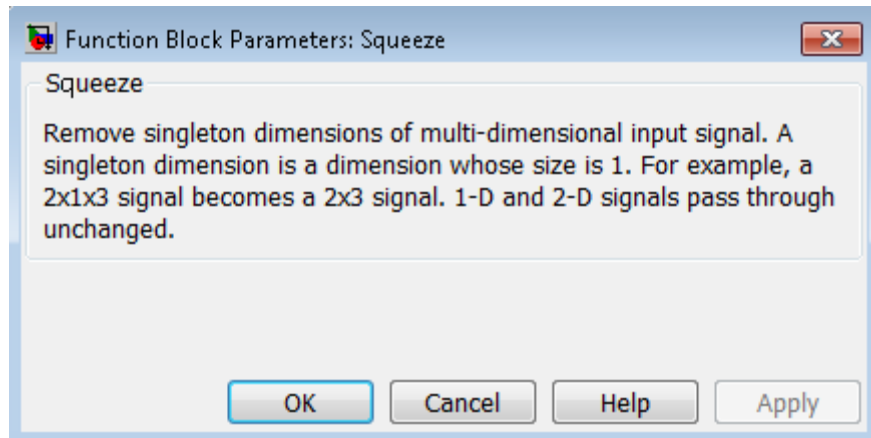 Function Block Parameters: Squeeze
Squeeze
Remove singleton dimensions of multi-dimensional input signal. A
singleton dimension is a dimension whose size is 1. For example, a
2x1x3 signal becomes a 2x3 signal. 1-D and 2-D signals pass through
unchanged.
OK Cancel Help Apply